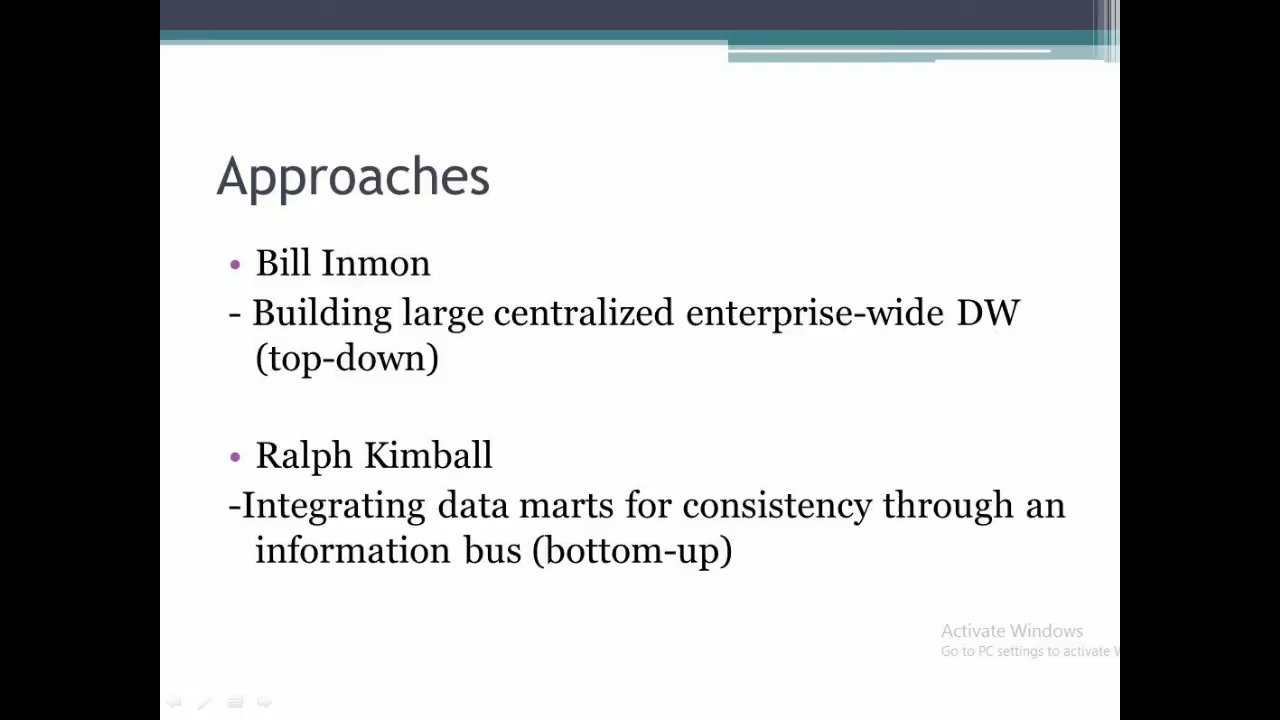 Approaches
• Bill Inmon
- Building large centralized enterprise-wide DW
(top-down)
• Ralph Kimball
-Integrating data marts for consistency through an
information bus (bottom-up)
Activate Windows
Go to PC settings to activate W